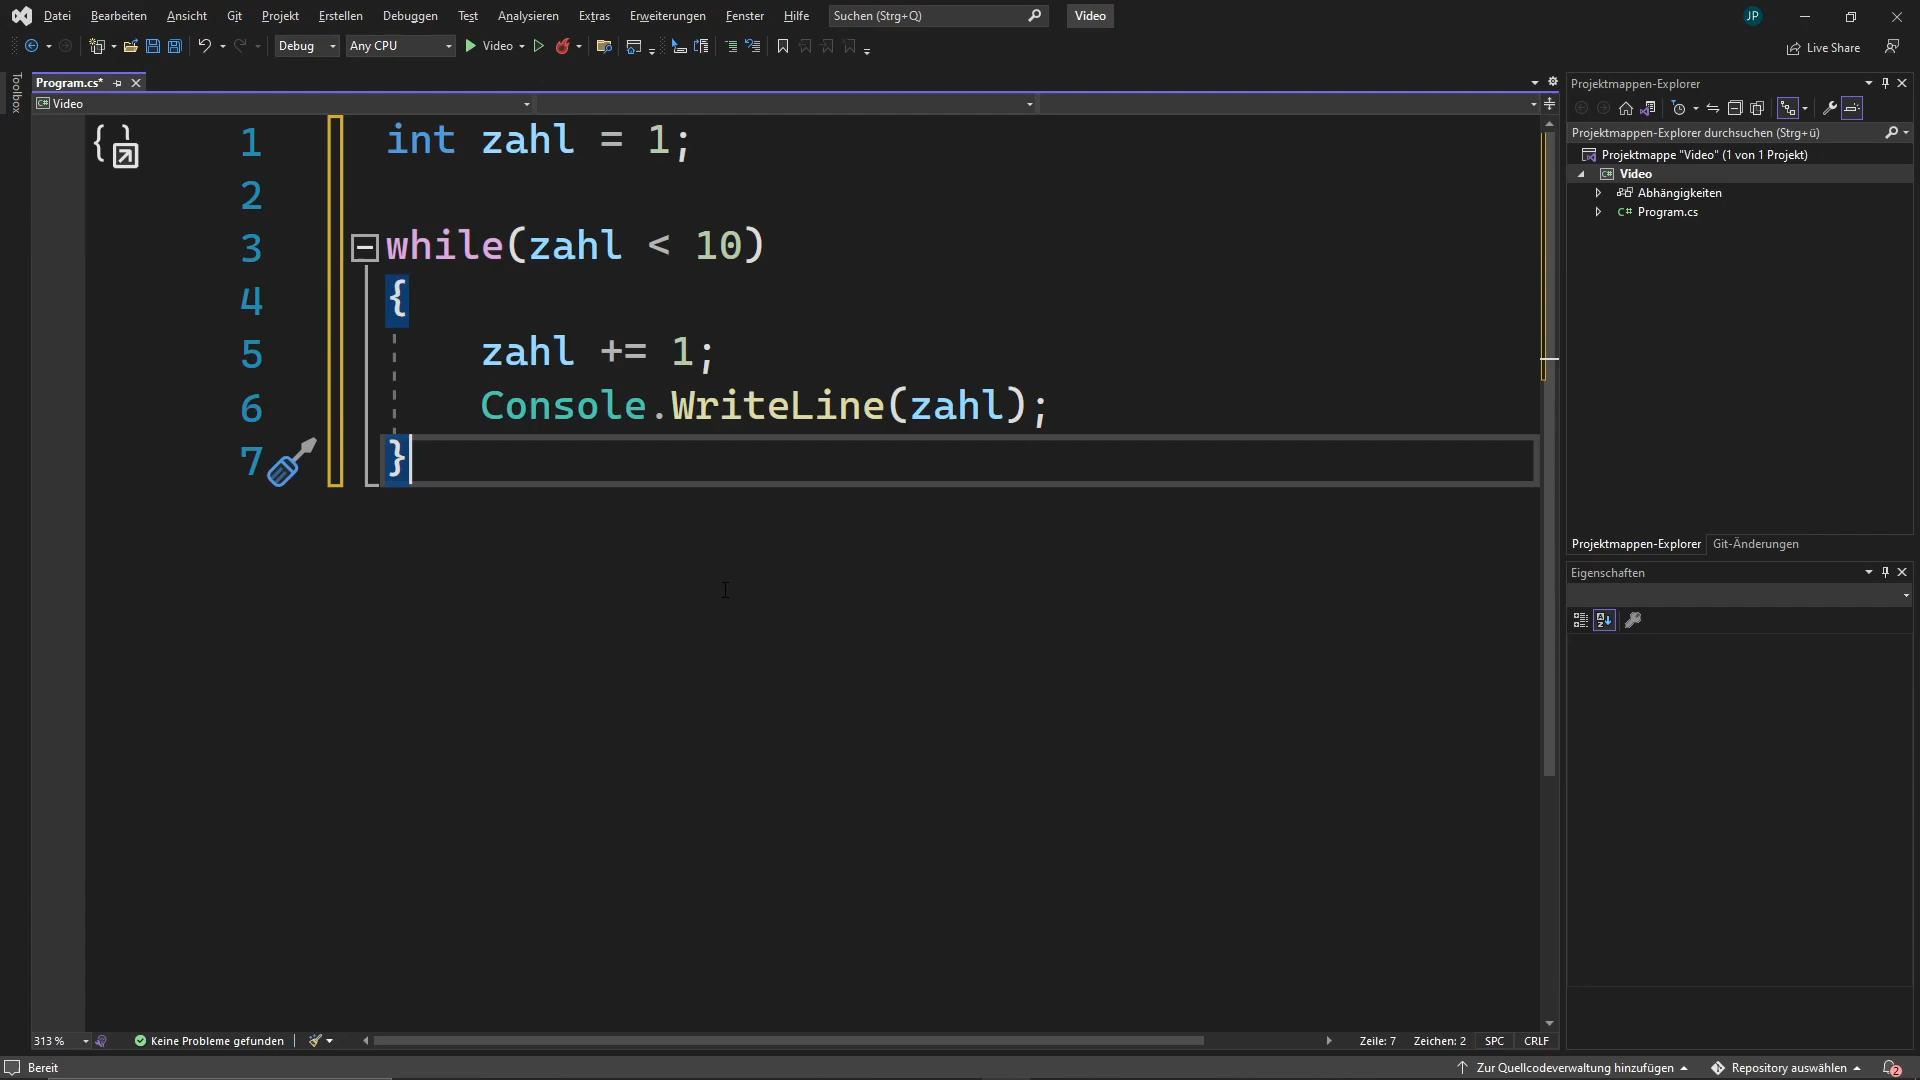 Datei Bearbeiten Ansicht Git Projekt Erstellen Debuggen Test Analysieren Extras Erweiterungen Fenster Hilfe Suchen (Strg+Q) Video JP
Debug Any CPU Video Live Share
Toolbox
Program.cs*
C# Video
1 int zahl = 1;
2
3 while(zahl < 10)
4 {
5 zahl += 1;
6 Console.WriteLine(zahl);
7 }
Projektmappen-Explorer
Projektmappen-Explorer durchsuchen (Strg+ü)
Projektmappe "Video" (1 von 1 Projekt)
C# Video
Abhängigkeiten
C# Program.cs
Projektmappen-Explorer Git-Änderungen
Eigenschaften
313 % Keine Probleme gefunden Zeile: 7 Zeichen: 2 SPC CRLF
Bereit Zur Quellcodeverwaltung hinzufügen Repository auswählen 2